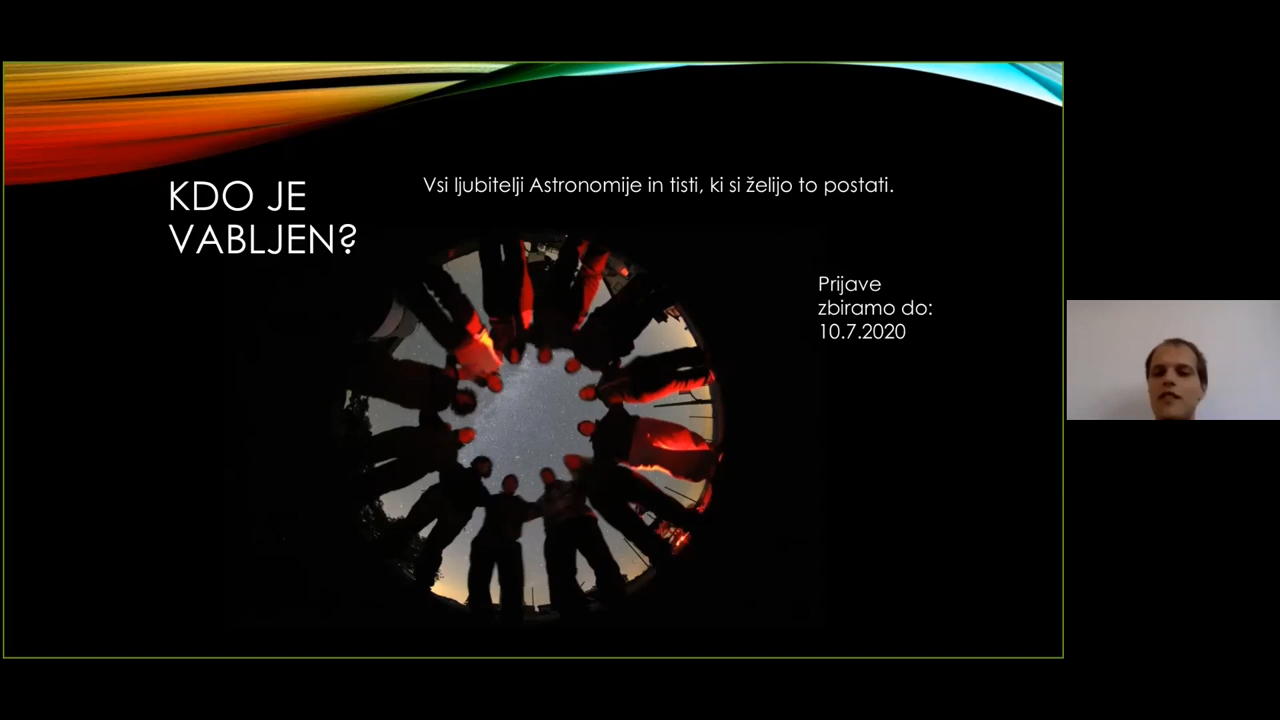 KDO JE
VABLJEN?
Vsi ljubitelji Astronomije in tisti, ki si želijo to postati.
Prijave
zbiramo do:
10.7.2020